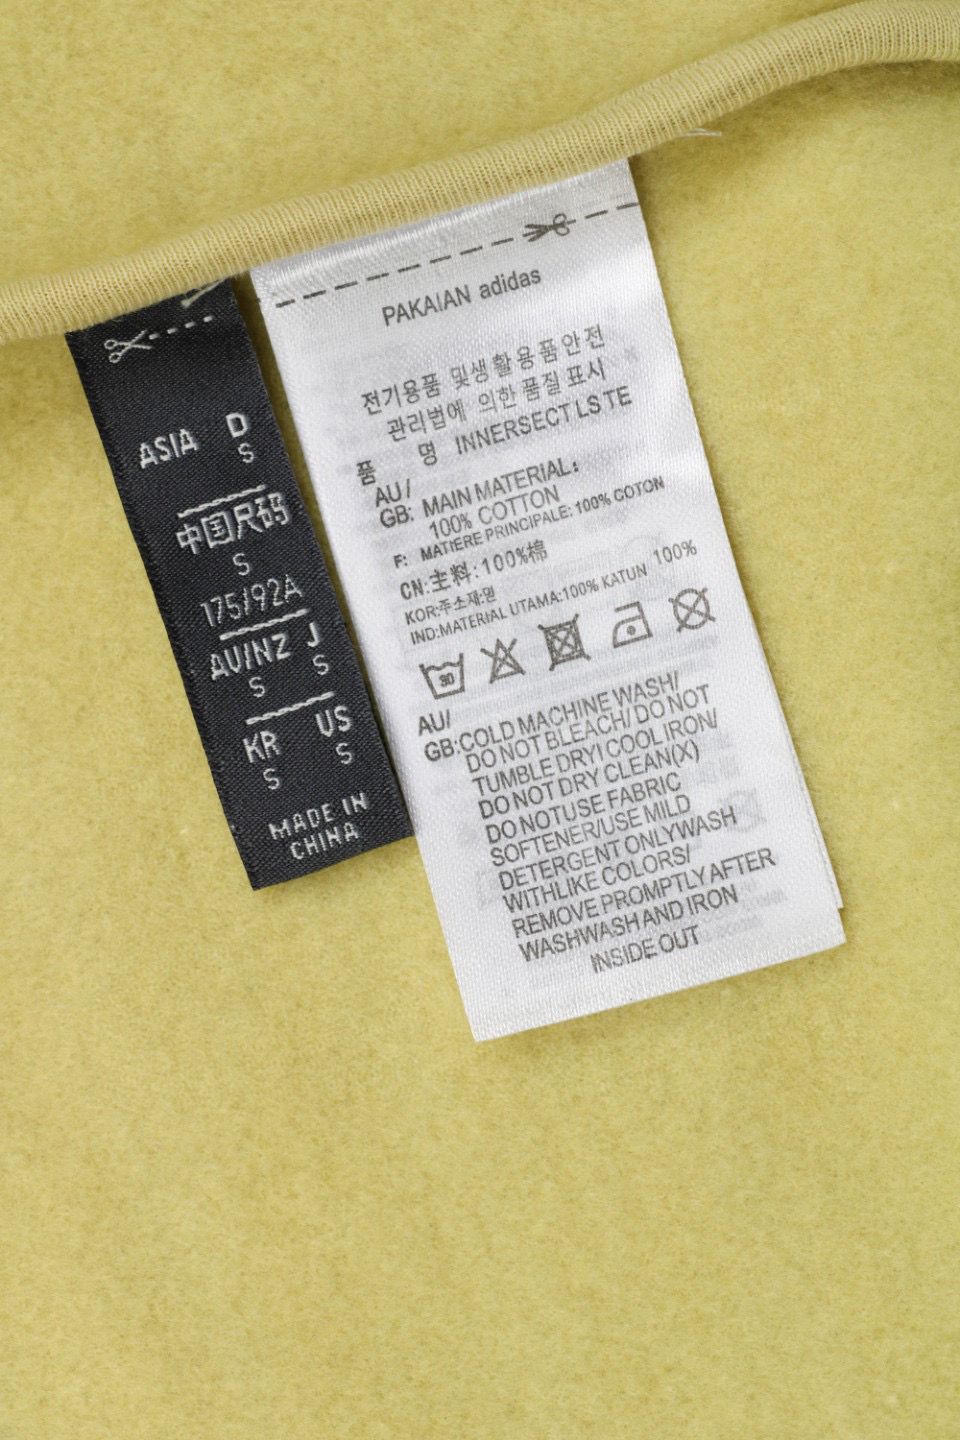 ASIA D
S
中国尺码
S
175/92A
AU/NZ J
S S
KR US
S S
MADE IN
CHINA
PAKAIAN adidas
전기용품 및생활용품안전
관리법에 의한 품질 표시
품 명 INNERSECT LS TE
AU/
GB: MAIN MATERIAL:
100% COTTON
F: MATIERE PRINCIPALE: 100% COTON
CN:主料:100%棉
KOR:주소재:면 100%
IND:MATERIAL UTAMA:100% KATUN
30
AU/
GB:COLD MACHINE WASH/
DO NOT BLEACH/ DO NOT
TUMBLE DRYI COOL IRON/
DO NOT DRY CLEAN(X)
DO NOTUSE FABRIC
SOFTENER/USE MILD
DETERGENT ONLYWASH
WITHLIKE COLORS/
REMOVE PROMPTLY AFTER
WASHWASH AND IRON
INSIDE OUT